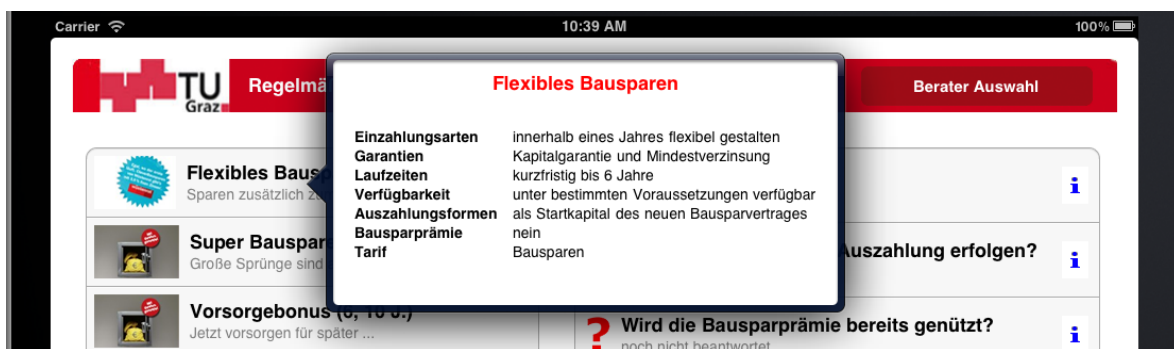 Carrier
10:39 AM
100%
TU
Graz
Regelmä
Berater Auswahl
Flexibles Bausparen
Einzahlungsarten innerhalb eines Jahres flexibel gestalten
Garantien Kapitalgarantie und Mindestverzinsung
Laufzeiten kurzfristig bis 6 Jahre
Verfügbarkeit unter bestimmten Voraussetzungen verfügbar
Auszahlungsformen als Startkapital des neuen Bausparvertrages
Bausparprämie nein
Tarif Bausparen
Flexibles Bausp
Sparen zusätzlich z
Super Bauspar
Große Sprünge sind
Vorsorgebonus (6, 10 J.)
Jetzt vorsorgen für später ...
i
Auszahlung erfolgen?
i
? Wird die Bausparprämie bereits genützt?
noch nicht beantwortet
i